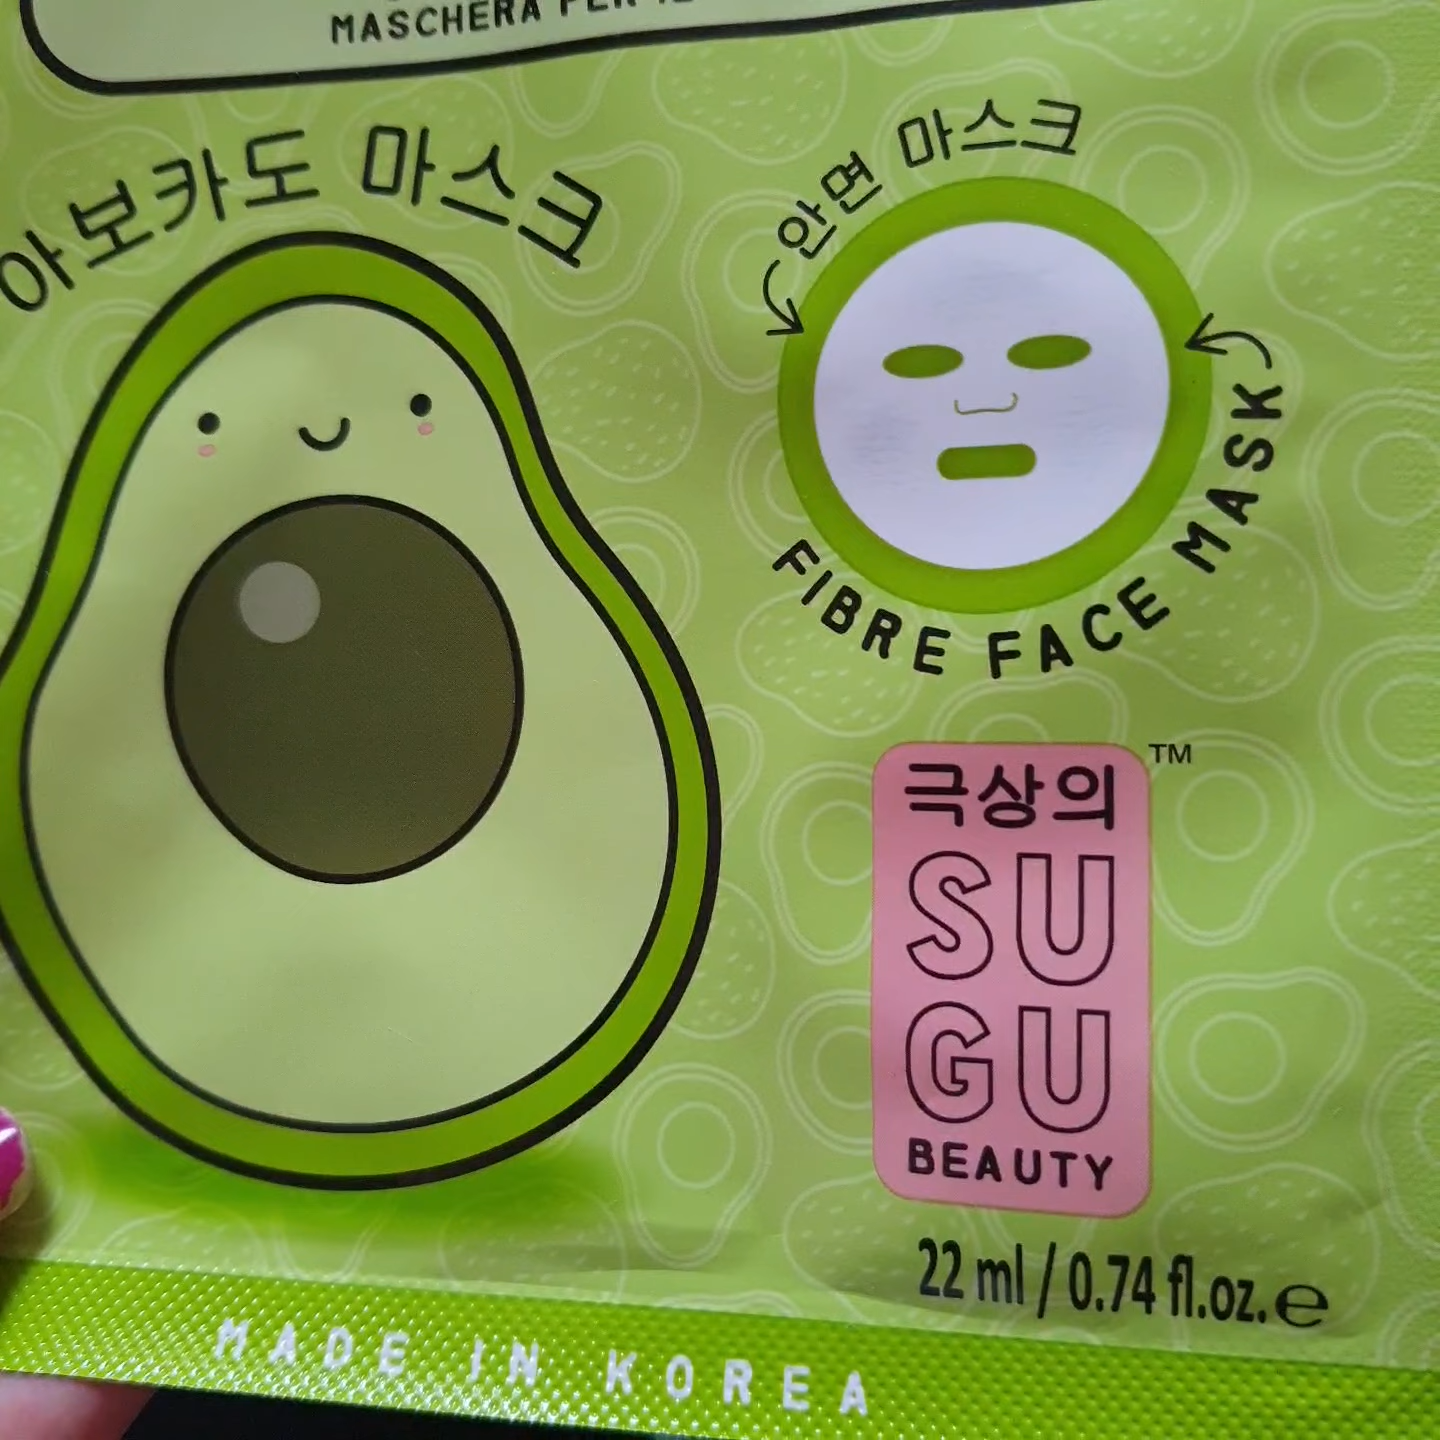 MASCHERA PER
아보카도 마스크
안면 마스크
FIBRE FACE MASK
극상의
TM
SU
GU
BEAUTY
22 ml / 0.74 fl.oz. e
MADE IN KOREA